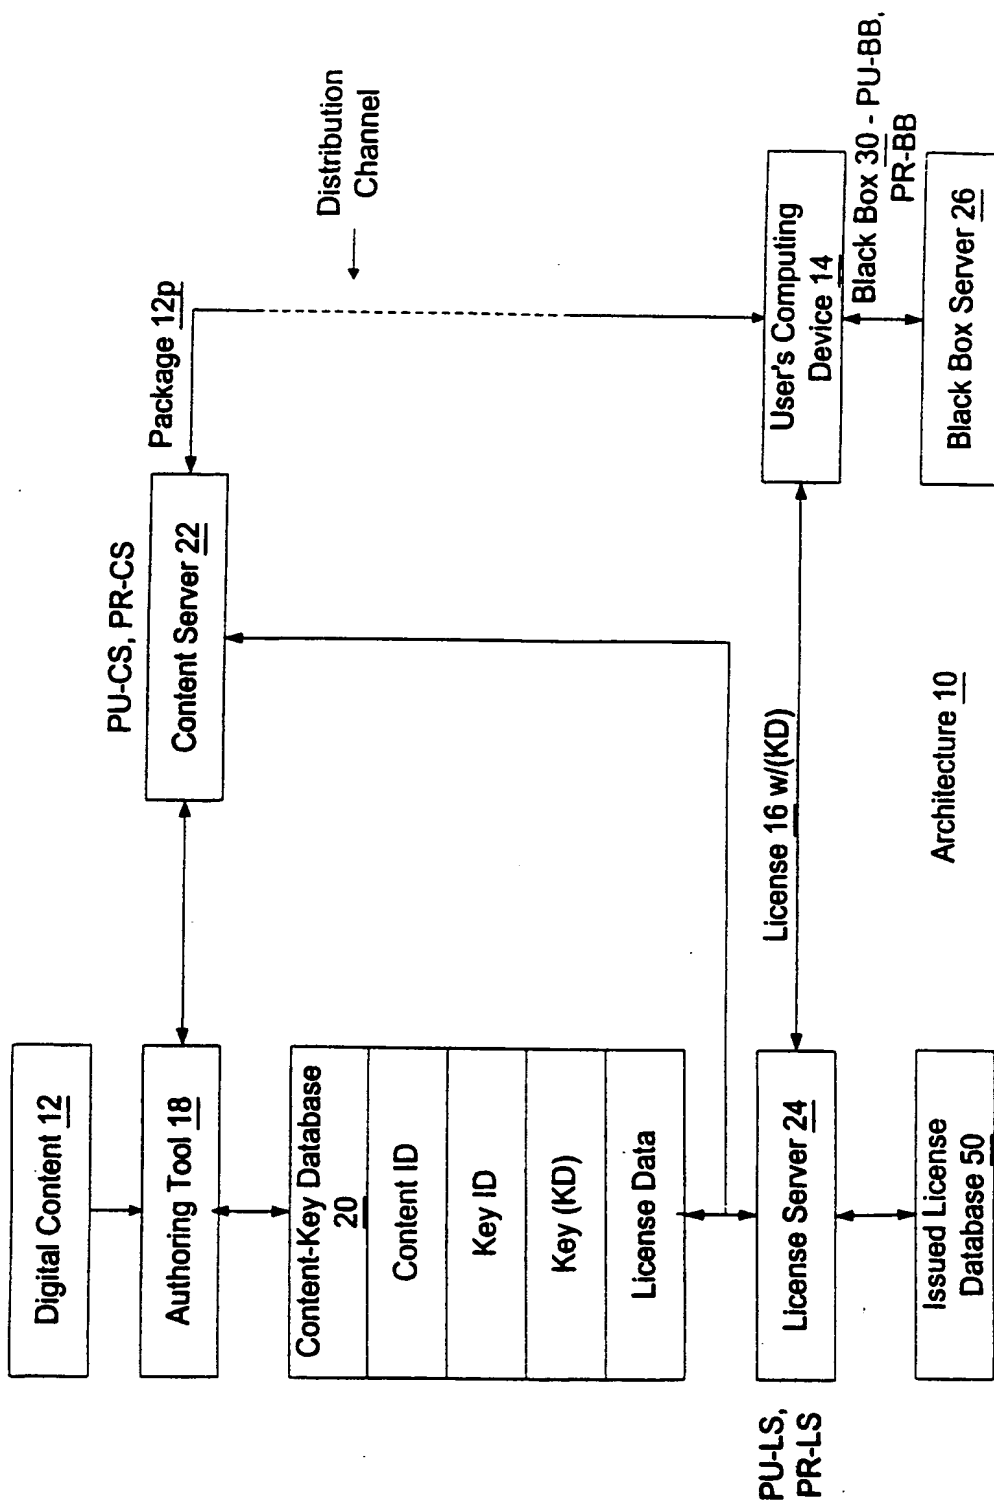 Digital Content 12
Authoring Tool 18
Content-Key Database
20
Content ID
Key ID
Key (KD)
License Data
PU-LS,
PR-LS
License Server 24
Issued License
Database 50
PU-CS, PR-CS
Content Server 22
Package 12p
Distribution
Channel
License 16 w/(KD)
User's Computing
Device 14
Black Box 30 - PU-BB,
PR-BB
Black Box Server 26
Architecture 10